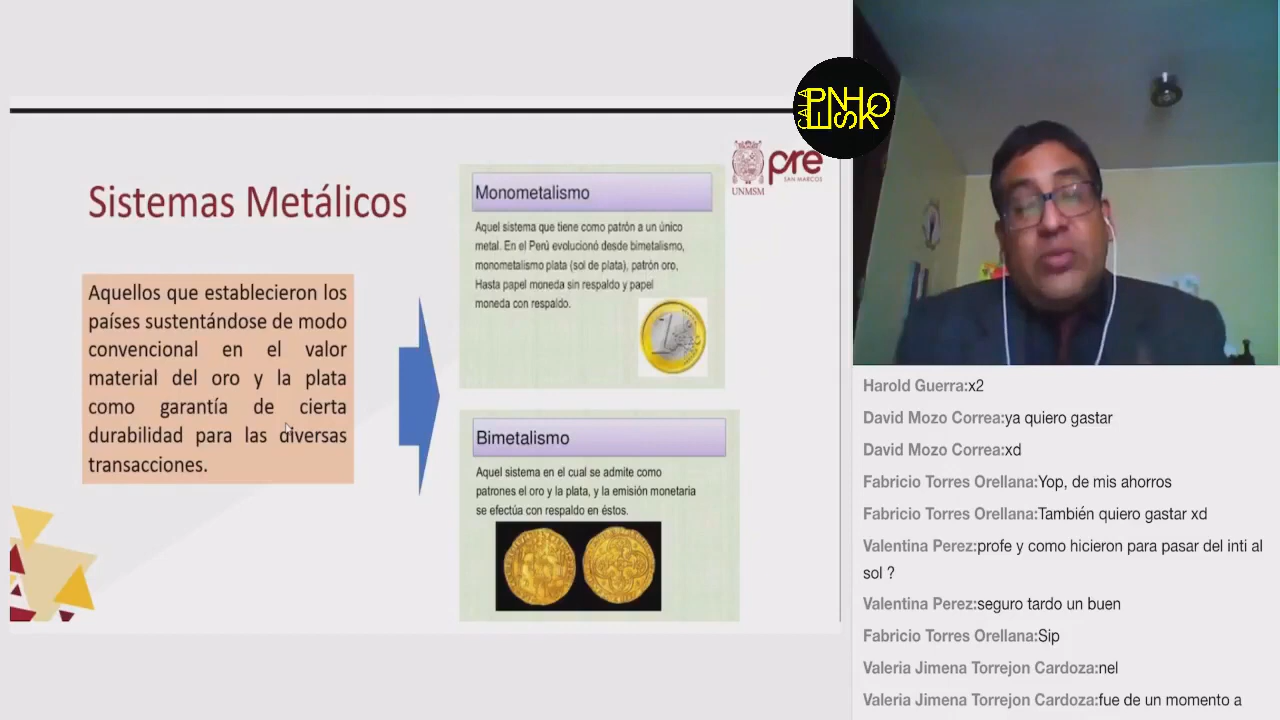 CALA
PENHO
ESK
pre
SAN MARCOS
UNMSM
Sistemas Metálicos
Aquellos que establecieron los
países sustentándose de modo
convencional en el valor
material del oro y la plata
como garantía de cierta
durabilidad para las diversas
transacciones.
Monometalismo
Aquel sistema que tiene como patrón a un único
metal. En el Perú evolucionó desde bimetalismo,
monometalismo plata (sol de plata), patrón oro,
Hasta papel moneda sin respaldo y papel
moneda con respaldo.
1
Bimetalismo
Aquel sistema en el cual se admite como
patrones el oro y la plata, y la emisión monetaria
se efectúa con respaldo en éstos.
Harold Guerra:x2
David Mozo Correa:ya quiero gastar
David Mozo Correa:xd
Fabricio Torres Orellana:Yop, de mis ahorros
Fabricio Torres Orellana:También quiero gastar xd
Valentina Perez:profe y como hicieron para pasar del inti al
sol ?
Valentina Perez:seguro tardo un buen
Fabricio Torres Orellana:Sip
Valeria Jimena Torrejon Cardoza:nel
Valeria Jimena Torrejon Cardoza:fue de un momento a